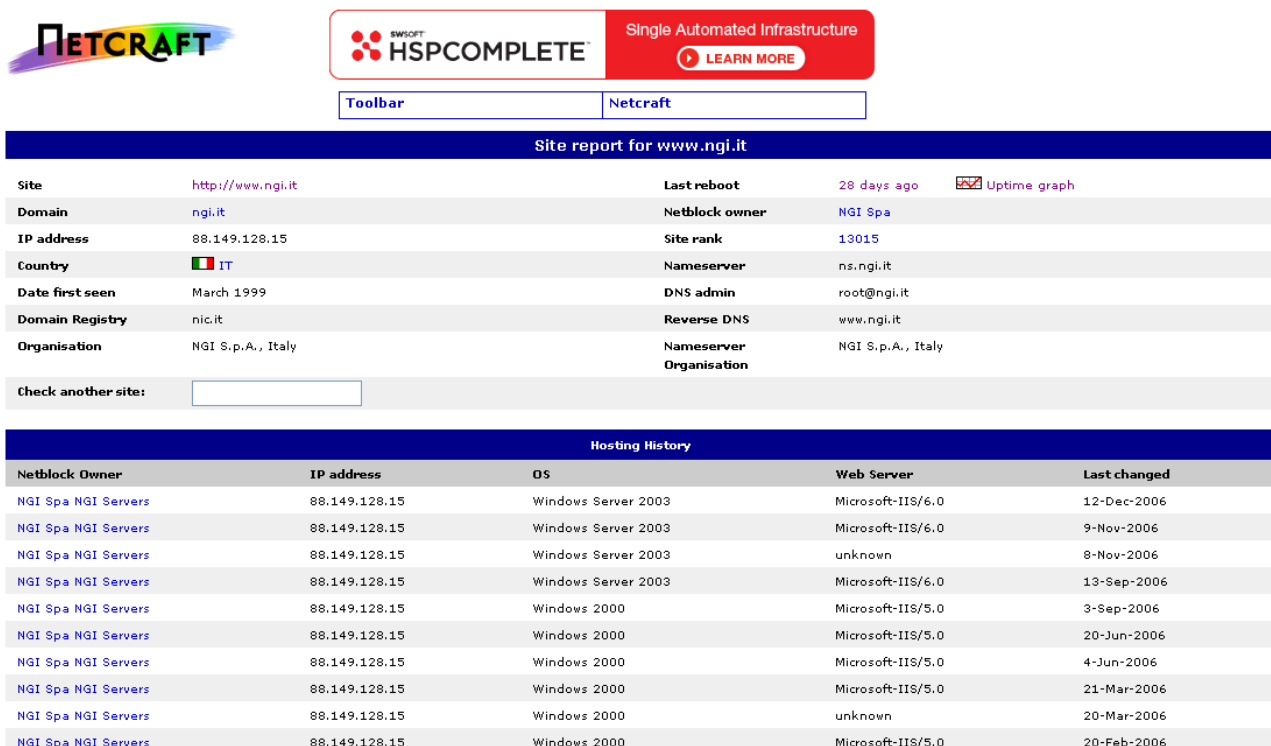 NETCRAFT
SWSOFT
HSPCOMPLETE
Single Automated Infrastructure
LEARN MORE
Toolbar Netcraft
Site report for www.ngi.it
Site http://www.ngi.it Last reboot 28 days ago Uptime graph
Domain ngi.it Netblock owner NGI Spa
IP address 88.149.128.15 Site rank 13015
Country IT Nameserver ns.ngi.it
Date first seen March 1999 DNS admin root@ngi.it
Domain Registry nic.it Reverse DNS www.ngi.it
Organisation NGI S.p.A., Italy Nameserver Organisation NGI S.p.A., Italy
Check another site:
Hosting History
Netblock Owner IP address OS Web Server Last changed
NGI Spa NGI Servers 88.149.128.15 Windows Server 2003 Microsoft-IIS/6.0 12-Dec-2006
NGI Spa NGI Servers 88.149.128.15 Windows Server 2003 Microsoft-IIS/6.0 9-Nov-2006
NGI Spa NGI Servers 88.149.128.15 Windows Server 2003 unknown 8-Nov-2006
NGI Spa NGI Servers 88.149.128.15 Windows Server 2003 Microsoft-IIS/6.0 13-Sep-2006
NGI Spa NGI Servers 88.149.128.15 Windows 2000 Microsoft-IIS/5.0 3-Sep-2006
NGI Spa NGI Servers 88.149.128.15 Windows 2000 Microsoft-IIS/5.0 20-Jun-2006
NGI Spa NGI Servers 88.149.128.15 Windows 2000 Microsoft-IIS/5.0 4-Jun-2006
NGI Spa NGI Servers 88.149.128.15 Windows 2000 Microsoft-IIS/5.0 21-Mar-2006
NGI Spa NGI Servers 88.149.128.15 Windows 2000 unknown 20-Mar-2006
NGI Spa NGI Servers 88.149.128.15 Windows 2000 Microsoft-IIS/5.0 20-Feb-2006